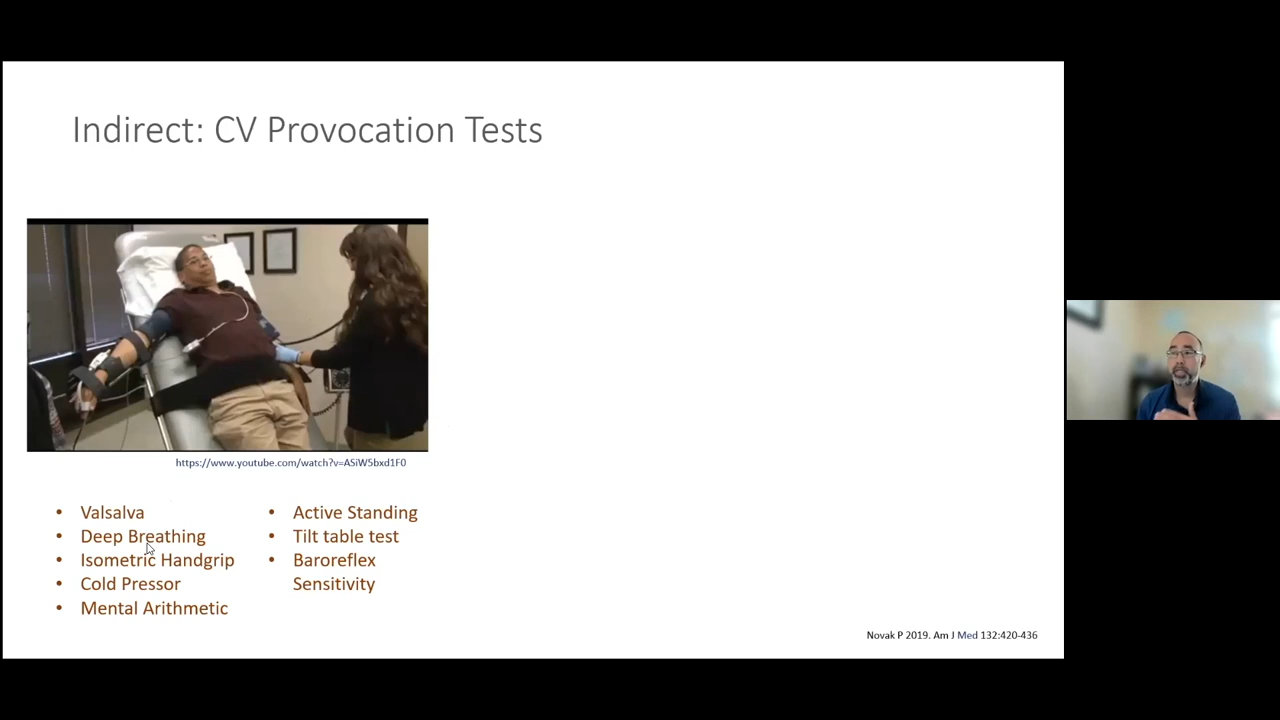 Indirect: CV Provocation Tests
https://www.youtube.com/watch?v=ASiW5bxd1F0
• Valsalva
• Deep Breathing
• Isometric Handgrip
• Cold Pressor
• Mental Arithmetic
• Active Standing
• Tilt table test
• Baroreflex
Sensitivity
Novak P 2019. Am J Med 132:420-436